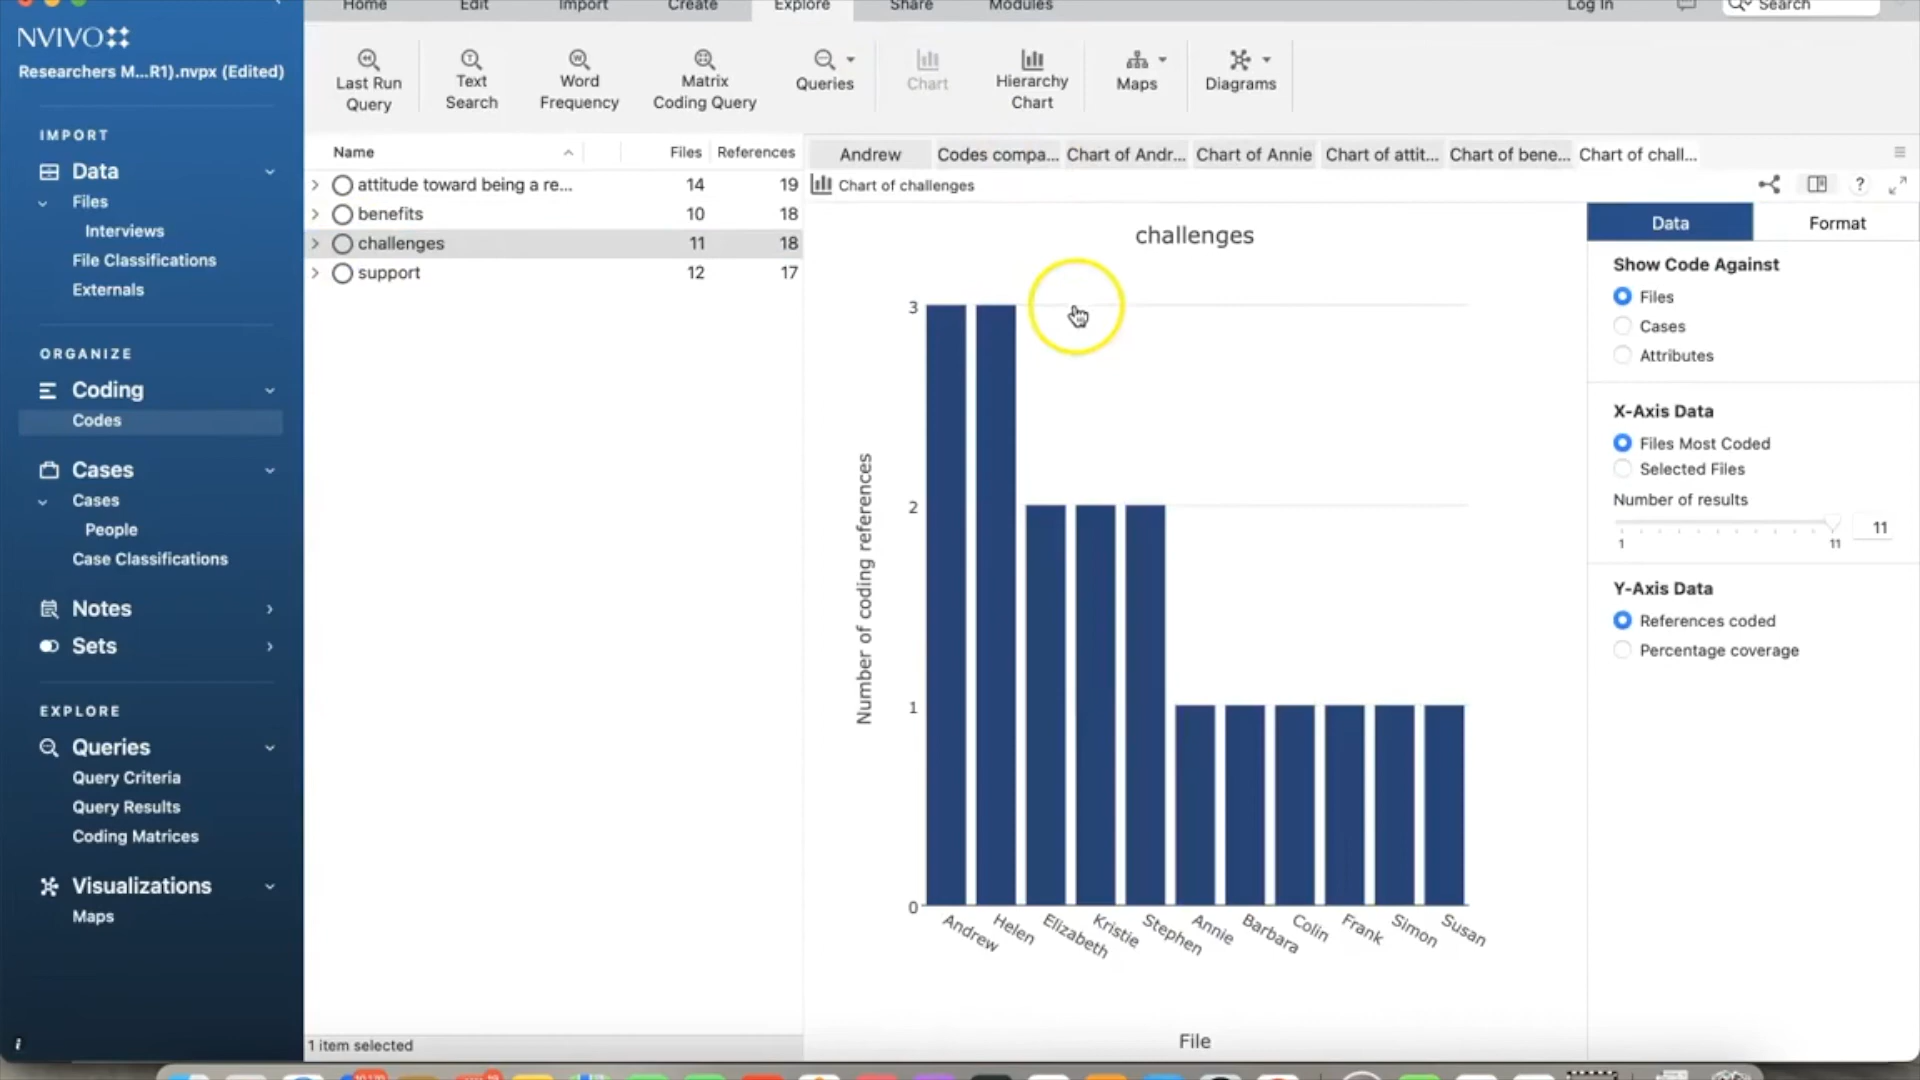 Home Edit Import Create Explore Share Modules Log In Search
NVIVO
Researchers M...R1).nvpx (Edited)
Last Run Query
Text Search
Word Frequency
Matrix Coding Query
Queries
Chart
Hierarchy Chart
Maps
Diagrams
IMPORT
Data
Files
Interviews
File Classifications
Externals
ORGANIZE
Coding
Codes
Cases
Cases
People
Case Classifications
Notes
Sets
EXPLORE
Queries
Query Criteria
Query Results
Coding Matrices
Visualizations
Maps
Name Files References
attitude toward being a re... 14 19
benefits 10 18
challenges 11 18
support 12 17
1 item selected
Andrew Codes compa... Chart of Andr... Chart of Annie Chart of attit... Chart of bene... Chart of chall...
Chart of challenges
?
challenges
Number of coding references
3
2
1
0
Andrew Helen Elizabeth Kristie Stephen Annie Barbara Colin Frank Simon Susan
File
Data Format
Show Code Against
Files
Cases
Attributes
X-Axis Data
Files Most Coded
Selected Files
Number of results
11
1 11
Y-Axis Data
References coded
Percentage coverage